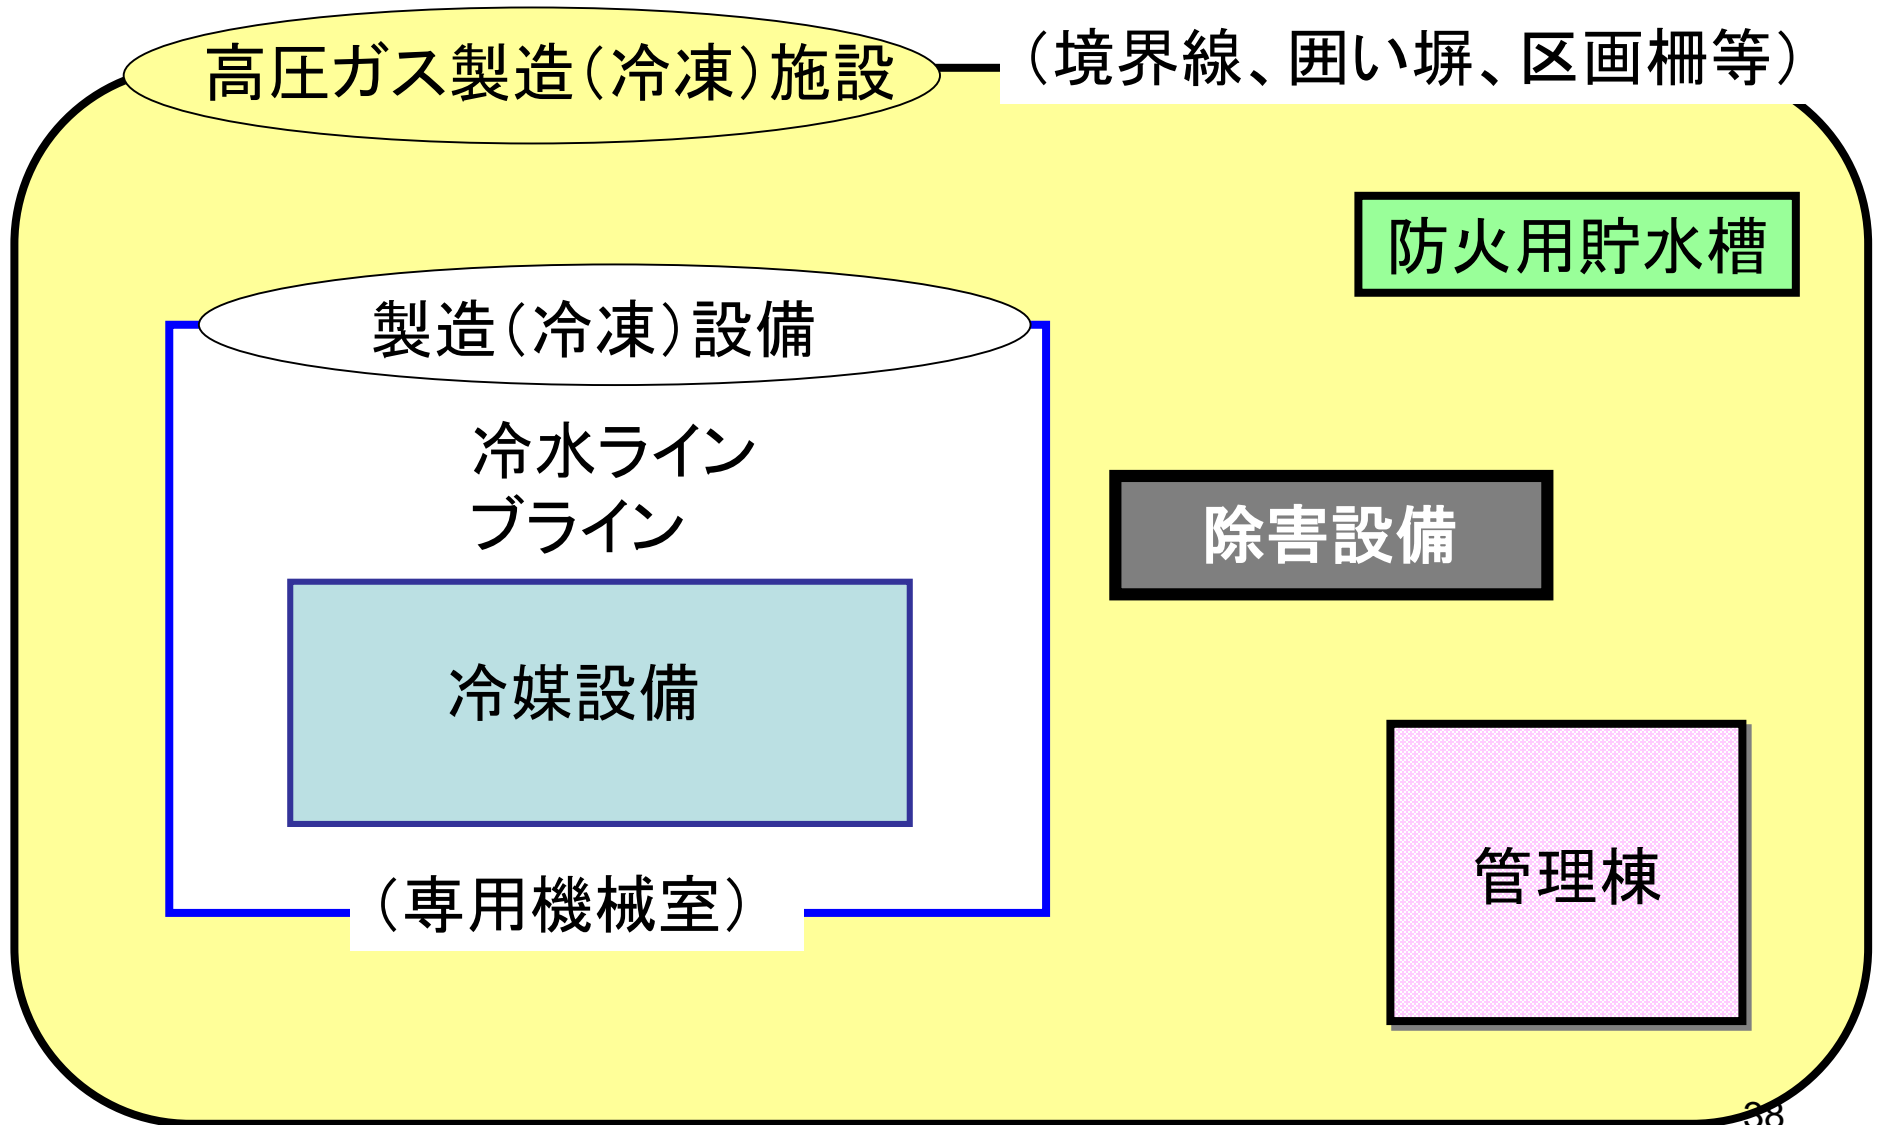 高圧ガス製造（冷凍）施設
（境界線、囲い塀、区画柵等）
防火用貯水槽
製造（冷凍）設備
冷水ライン
ブライン
除害設備
冷媒設備
管理棟
（専用機械室）
38